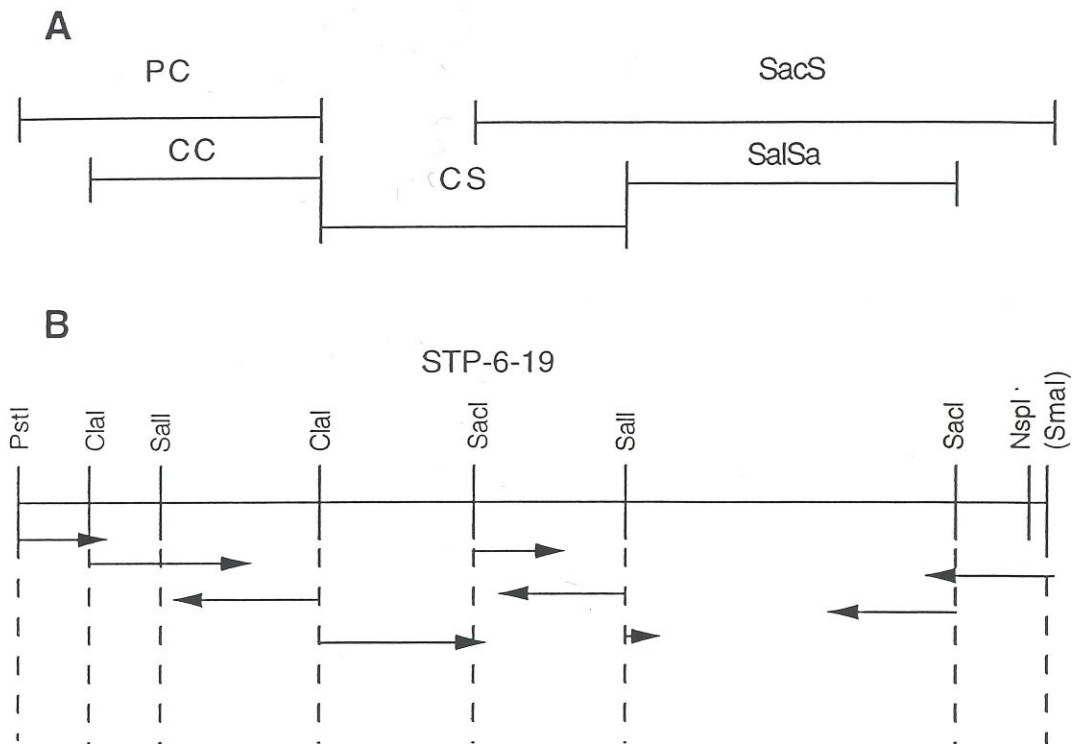 A
PC
SacS
CC
SalSa
CS
B
STP-6-19
PstI
ClaI
SalI
ClaI
SacI
SalI
SacI
NspI
(SmaI)